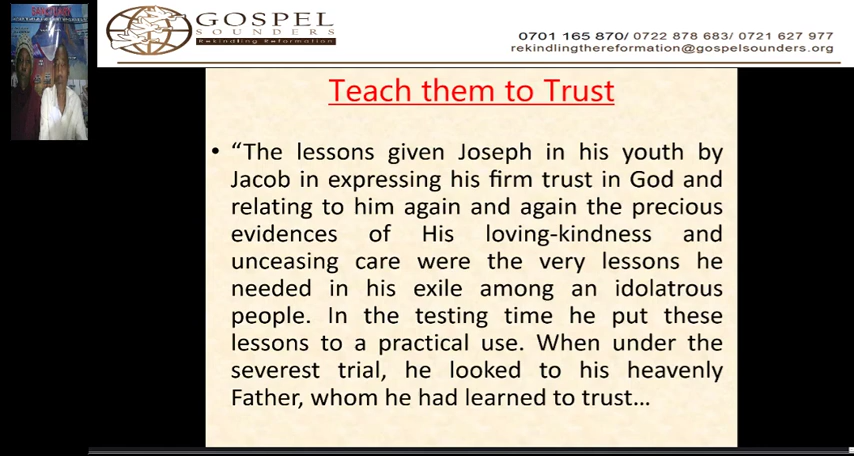 GOSPEL
SOUNDERS
Rekindling Reformation
0701 165 870/ 0722 878 683/ 0721 627 977
rekindlingthereformation@gospelsounders.org
Teach them to Trust
• “The lessons given Joseph in his youth by
Jacob in expressing his firm trust in God and
relating to him again and again the precious
evidences of His loving-kindness and
unceasing care were the very lessons he
needed in his exile among an idolatrous
people. In the testing time he put these
lessons to a practical use. When under the
severest trial, he looked to his heavenly
Father, whom he had learned to trust...